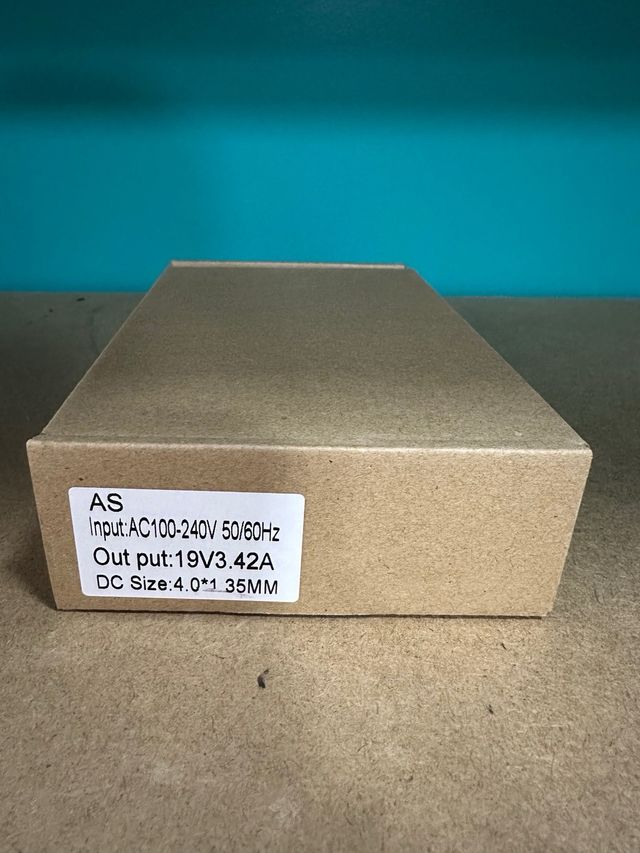 AS
Input:AC100-240V 50/60Hz
Out put:19V3.42A
DC Size:4.0*1.35MM